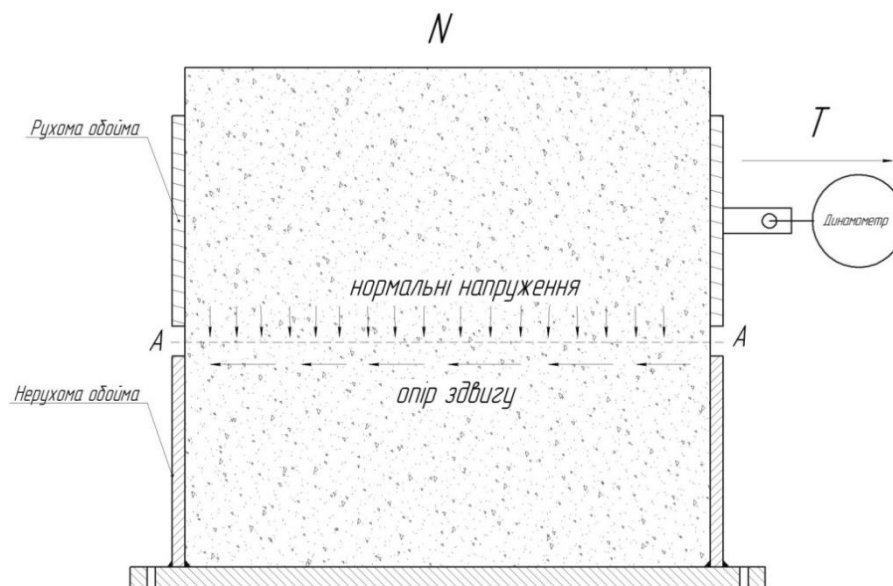 N
Рухома обойма
T
Динамометр
нормальні напруження
A
A
опір здвигу
Нерухома обойма